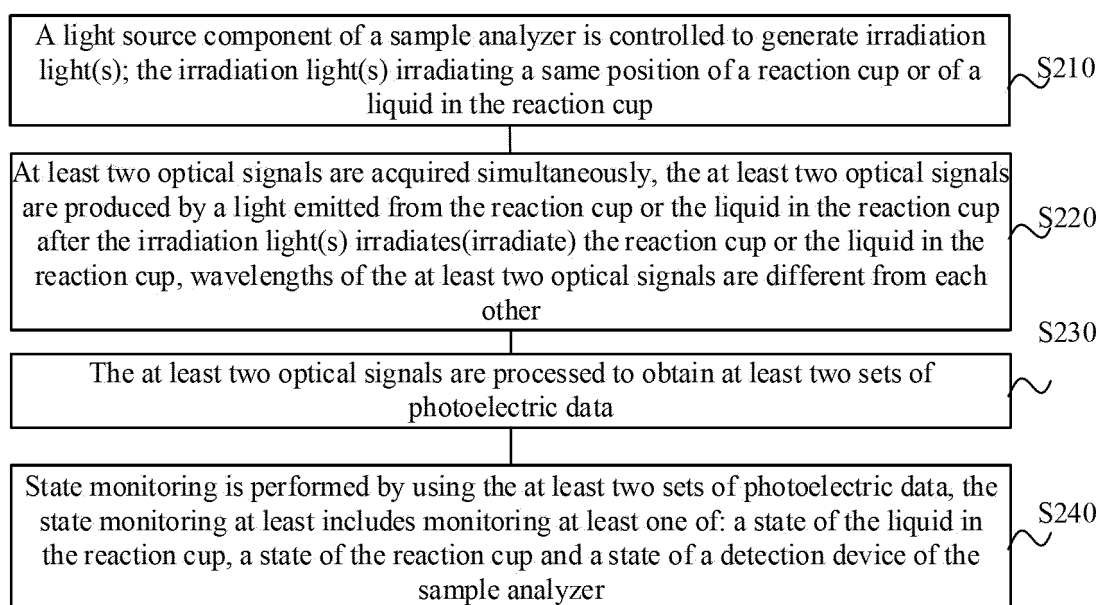 A light source component of a sample analyzer is controlled to generate irradiation
light(s); the irradiation light(s) irradiating a same position of a reaction cup or of a
liquid in the reaction cup
S210
At least two optical signals are acquired simultaneously, the at least two optical signals
are produced by a light emitted from the reaction cup or the liquid in the reaction cup
after the irradiation light(s) irradiates(irradiate) the reaction cup or the liquid in the
reaction cup, wavelengths of the at least two optical signals are different from each
other
S220
The at least two optical signals are processed to obtain at least two sets of
photoelectric data
S230
State monitoring is performed by using the at least two sets of photoelectric data, the
state monitoring at least includes monitoring at least one of: a state of the liquid in
the reaction cup, a state of the reaction cup and a state of a detection device of the
sample analyzer
S240